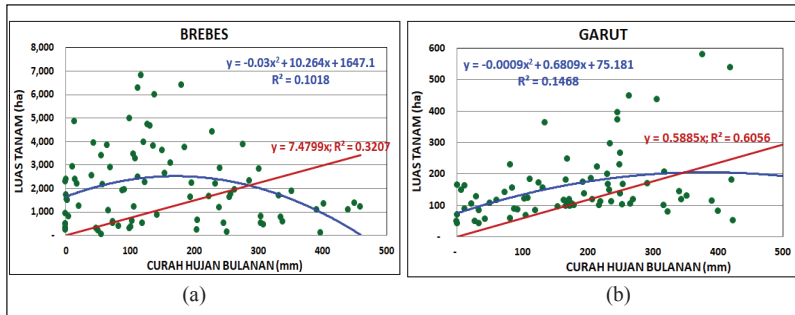 BREBES
8,000
7,000
6,000
5,000
4,000
3,000
2,000
1,000
-
LUAS TANAM (ha)
y = -0.03x² + 10.264x + 1647.1
R² = 0.1018
y = 7.4799x; R² = 0.3207
0
100
200
300
400
500
CURAH HUJAN BULANAN (mm)
(a)
GARUT
600
500
400
300
200
100
-
LUAS TANAM (ha)
y = -0.0009x² + 0.6809x + 75.181
R² = 0.1468
y = 0.5885x; R² = 0.6056
-
100
200
300
400
500
CURAH HUJAN BULANAN (mm)
(b)